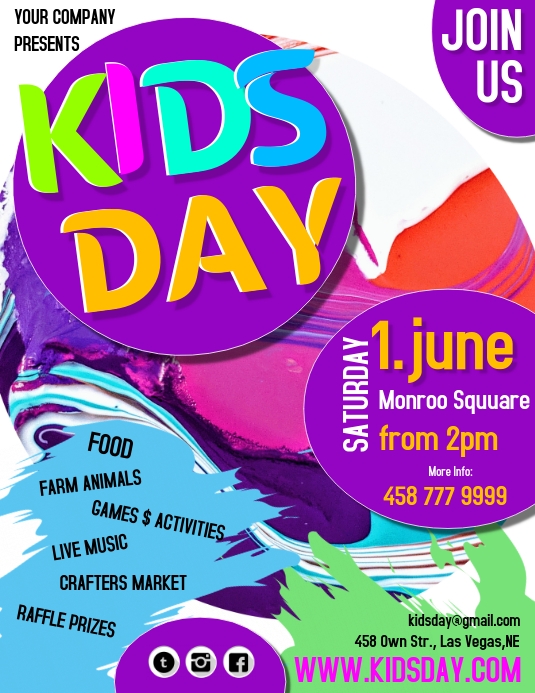 YOUR COMPANY
PRESENTS
JOIN
US
KIDS
DAY
SATURDAY
1. june
Monroo Squuare
from 2pm
More Info:
458 777 9999
FOOD
FARM ANIMALS
GAMES $ ACTIVITIES
LIVE MUSIC
CRAFTERS MARKET
RAFFLE PRIZES
kidsday@gmail.com
458 Own Str., Las Vegas,NE
WWW.KIDSDAY.COM